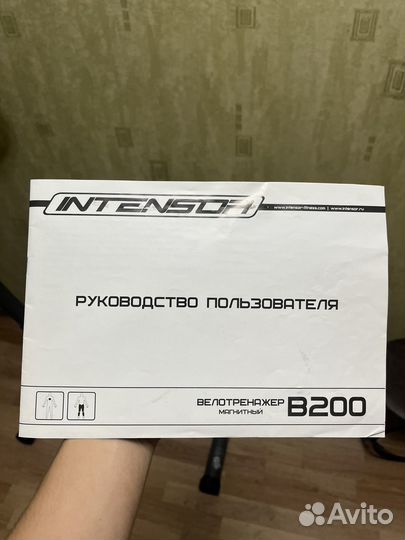 INTENSOR
www.intensor-fitness.com | www.intensor.ru
РУКОВОДСТВО ПОЛЬЗОВАТЕЛЯ
ВЕЛОТРЕНАЖЕР
МАГНИТНЫЙ
B200
Avito